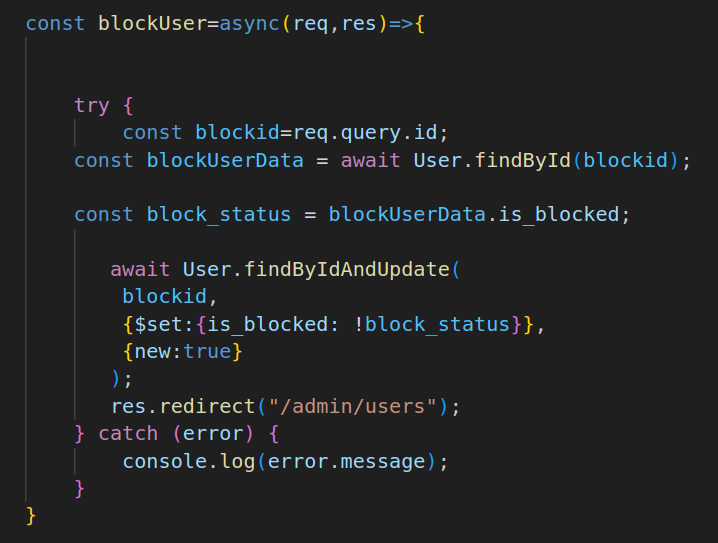 const blockUser=async(req,res)=>{
try {
const blockid=req.query.id;
const blockUserData = await User.findById(blockid);
const block_status = blockUserData.is_blocked;
await User.findByIdAndUpdate(
blockid,
{$set:{is_blocked: !block_status}},
{new:true}
);
res.redirect("/admin/users");
} catch (error) {
console.log(error.message);
}
}